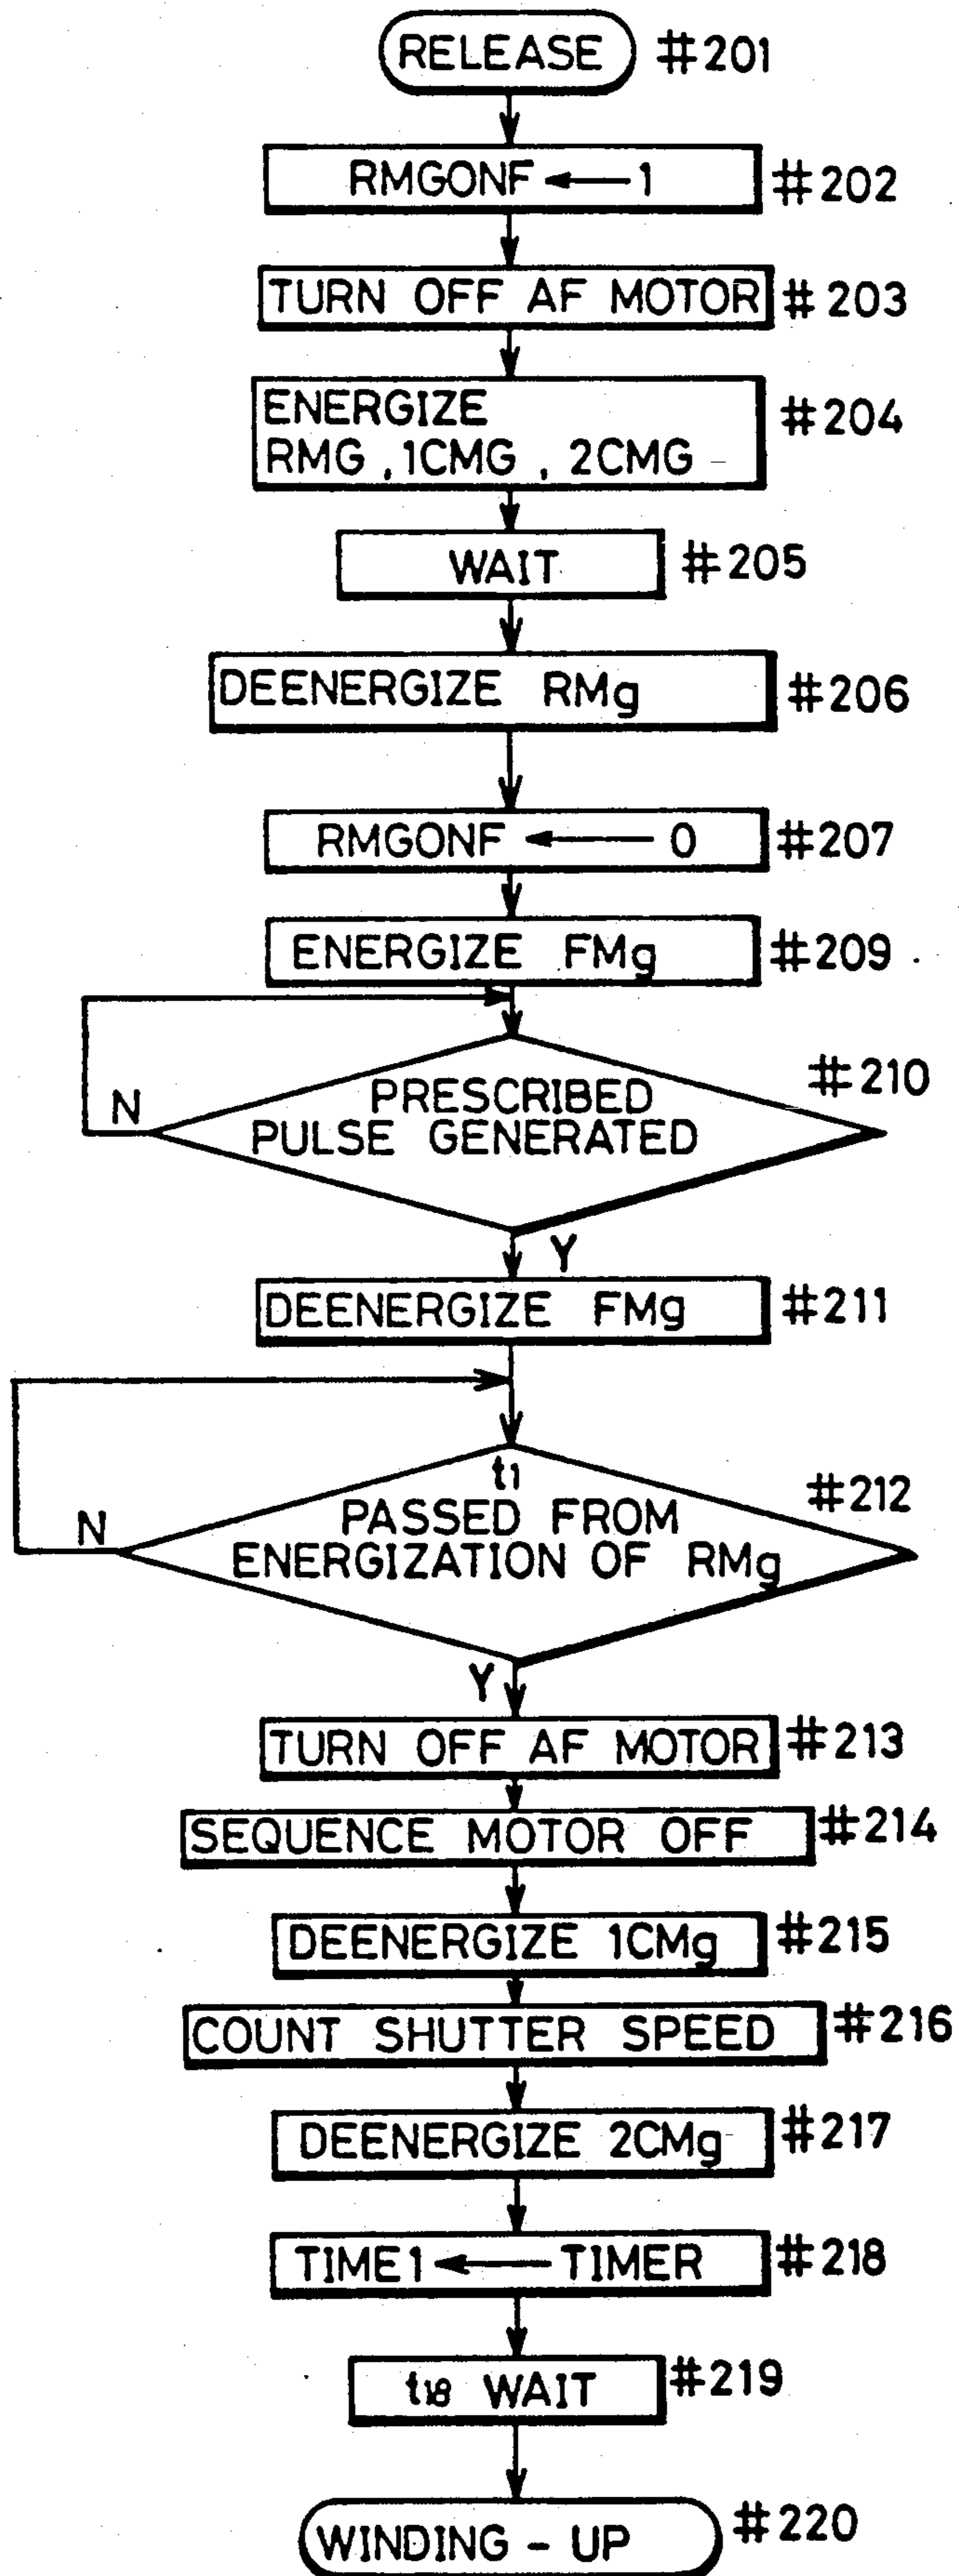 RELEASE #201
RMGONF ← 1 #202
TURN OFF AF MOTOR #203
ENERGIZE #204
RMG , 1CMG , 2CMG
WAIT #205
DEENERGIZE RMg #206
RMGONF ← 0 #207
ENERGIZE FMg #209
#210
PRESCRIBED
N
PULSE GENERATED
Y
DEENERGIZE FMg #211
t1
#212
PASSED FROM
N
ENERGIZATION OF RMg
Y
TURN OFF AF MOTOR #213
SEQUENCE MOTOR OFF #214
DEENERGIZE 1CMg #215
COUNT SHUTTER SPEED #216
DEENERGIZE 2CMg #217
TIME1 ← TIMER #218
t18 WAIT #219
WINDING - UP #220